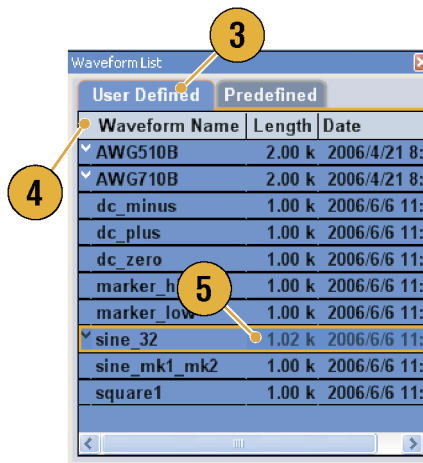 3
Waveform List
User Defined Predefined
Waveform Name Length Date
4
AWG510B 2.00 k 2006/4/21 8:
AWG710B 2.00 k 2006/4/21 8:
dc_minus 1.00 k 2006/6/6 11:
dc_plus 1.00 k 2006/6/6 11:
dc_zero 1.00 k 2006/6/6 11:
marker_h 1.00 k 2006/6/6 11:
5
marker_low 1.00 k 2006/6/6 11:
sine_32 1.02 k 2006/6/6 11:
sine_mk1_mk2 1.00 k 2006/6/6 11:
square1 1.00 k 2006/6/6 11: